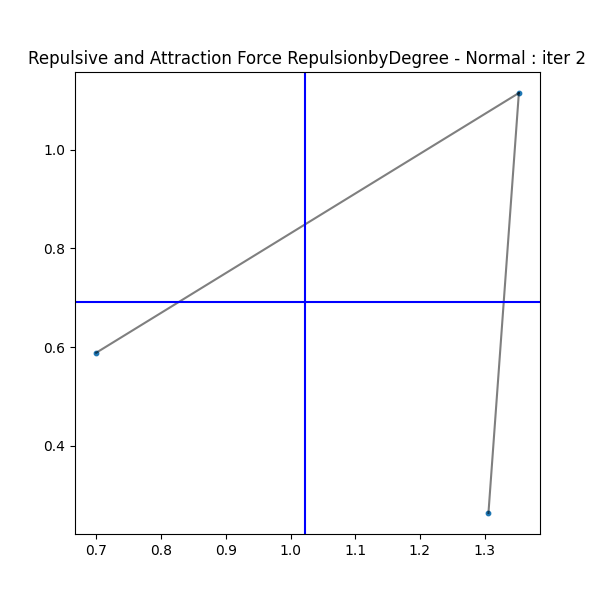 Repulsive and Attraction Force RepulsionbyDegree - Normal : iter 2
1.0
0.8
0.6
0.4
0.7 0.8 0.9 1.0 1.1 1.2 1.3